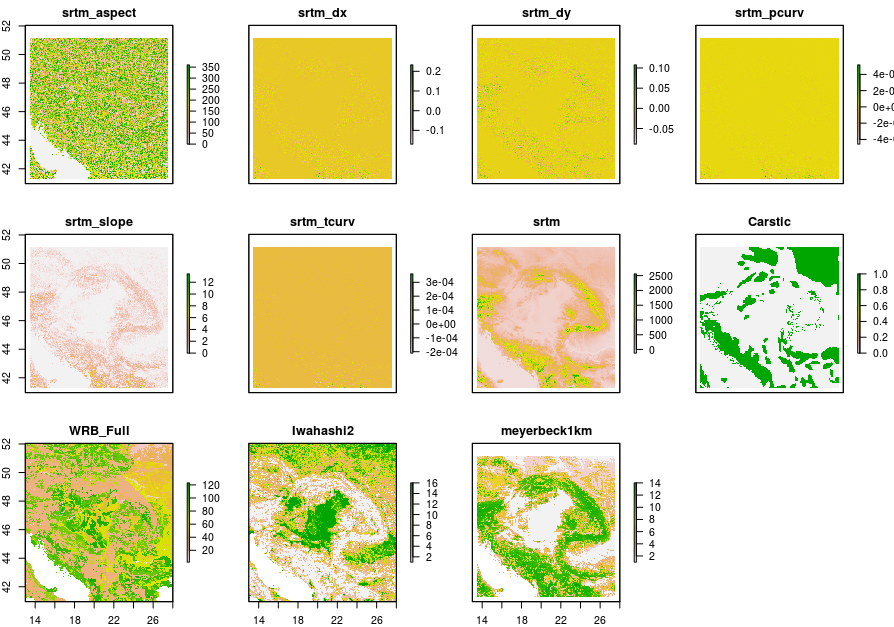 srtm_aspect
srtm_dx
srtm_dy
srtm_pcurv
52
50
48
46
44
42
350
300
250
200
150
100
50
0
0.2
0.1
0.0
-0.1
0.10
0.05
0.00
-0.05
4e-0
2e-0
0e+0
-2e-
-4e-
srtm_slope
srtm_tcurv
srtm
Carstic
52
50
48
46
44
42
12
10
8
6
4
2
0
3e-04
2e-04
1e-04
0e+00
-1e-04
-2e-04
2500
2000
1500
1000
500
0
1.0
0.8
0.6
0.4
0.2
0.0
WRB_Full
Iwahashi2
meyerbeck1km
52
50
48
46
44
42
120
100
80
60
40
20
16
14
12
10
8
6
4
2
14
12
10
8
6
4
2
14 18 22 26
14 18 22 26
14 18 22 26